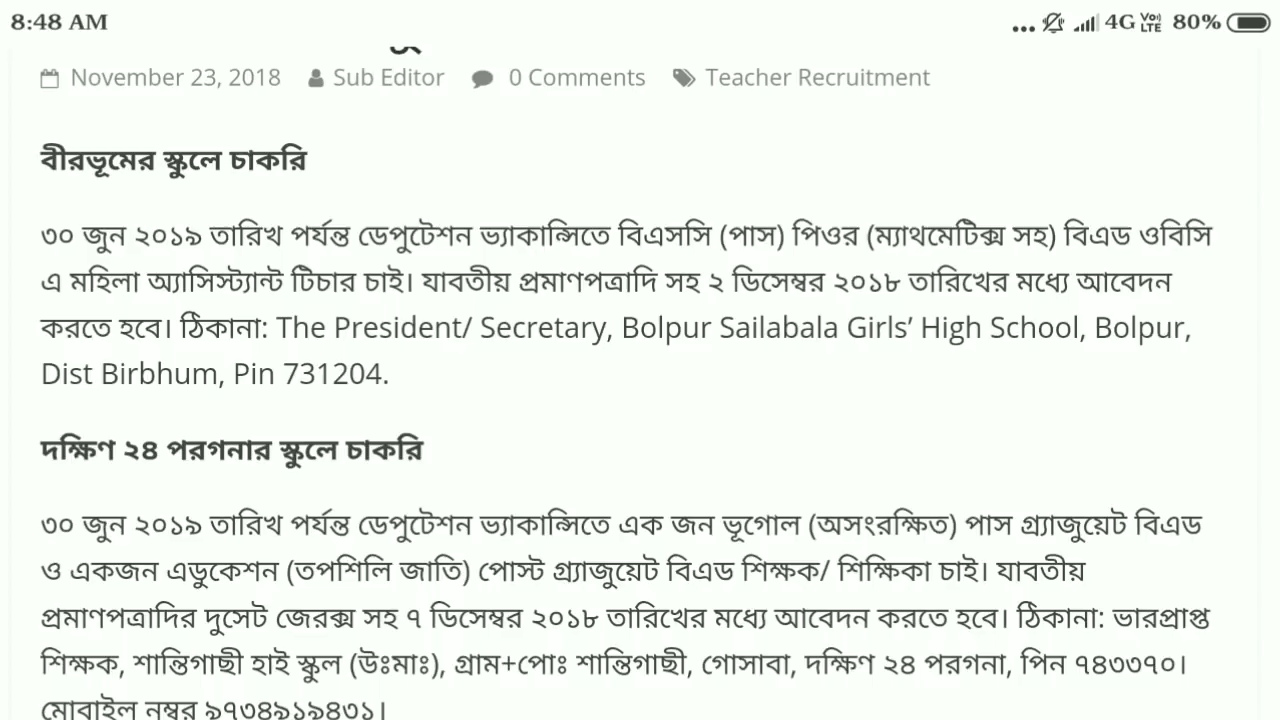 8:48 AM
... 4G Vo) LTE 80%
November 23, 2018 Sub Editor 0 Comments Teacher Recruitment
বীরভূমের স্কুলে চাকরি
৩০ জুন ২০১৯ তারিখ পর্যন্ত ডেপুটেশন ভ্যাকান্সিতে বিএসসি (পাস) পিওর (ম্যাথমেটিক্স সহ) বিএড ওবিসি
এ মহিলা অ্যাসিস্ট্যান্ট টিচার চাই। যাবতীয় প্রমাণপত্রাদি সহ ২ ডিসেম্বর ২০১৮ তারিখের মধ্যে আবেদন
করতে হবে। ঠিকানা: The President/ Secretary, Bolpur Sailabala Girls’ High School, Bolpur,
Dist Birbhum, Pin 731204.
দক্ষিণ ২৪ পরগনার স্কুলে চাকরি
৩০ জুন ২০১৯ তারিখ পর্যন্ত ডেপুটেশন ভ্যাকান্সিতে এক জন ভূগোল (অসংরক্ষিত) পাস গ্র্যাজুয়েট বিএড
ও একজন এডুকেশন (তপশিলি জাতি) পোস্ট গ্র্যাজুয়েট বিএড শিক্ষক/ শিক্ষিকা চাই। যাবতীয়
প্রমাণপত্রাদির দুসেট জেরক্স সহ ৭ ডিসেম্বর ২০১৮ তারিখের মধ্যে আবেদন করতে হবে। ঠিকানা: ভারপ্রাপ্ত
শিক্ষক, শান্তিগাছী হাই স্কুল (উঃমাঃ), গ্রাম+পোঃ শান্তিগাছী, গোসাবা, দক্ষিণ ২৪ পরগনা, পিন ৭৪৩৩৭০।
মোবাইল নম্বর ৯৭৩৪৯১৯৪৩১।